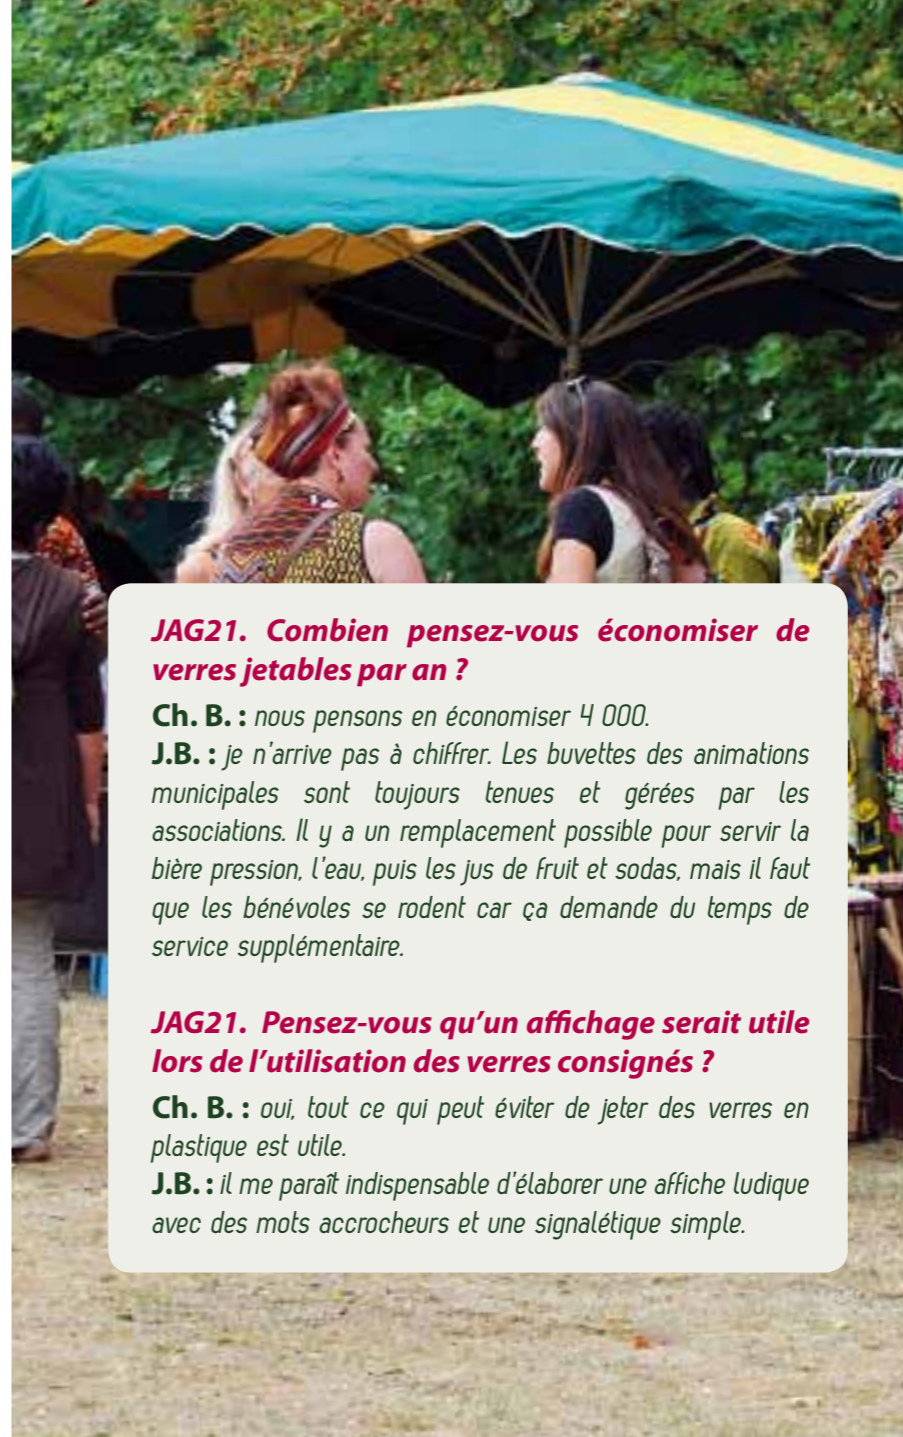 JAG21. Combien pensez-vous économiser de
verres jetables par an ?
Ch. B. : nous pensons en économiser 4 000.
J.B. : je n'arrive pas à chiffrer. Les buvettes des animations
municipales sont toujours tenues et gérées par les
associations. Il y a un remplacement possible pour servir la
bière pression, l'eau, puis les jus de fruit et sodas, mais il faut
que les bénévoles se rodent car ça demande du temps de
service supplémentaire.
JAG21. Pensez-vous qu'un affichage serait utile
lors de l'utilisation des verres consignés ?
Ch. B. : oui, tout ce qui peut éviter de jeter des verres en
plastique est utile.
J.B. : il me paraît indispensable d'élaborer une affiche ludique
avec des mots accrocheurs et une signalétique simple.